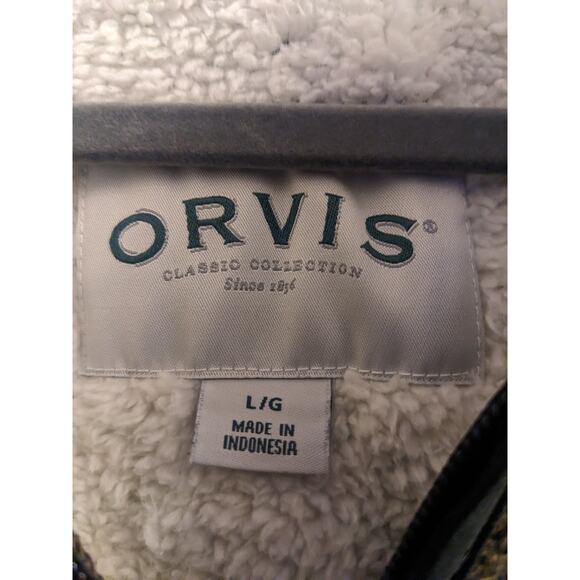 ORVIS®
CLASSIC COLLECTION
Since 1856
L/G
MADE IN
INDONESIA